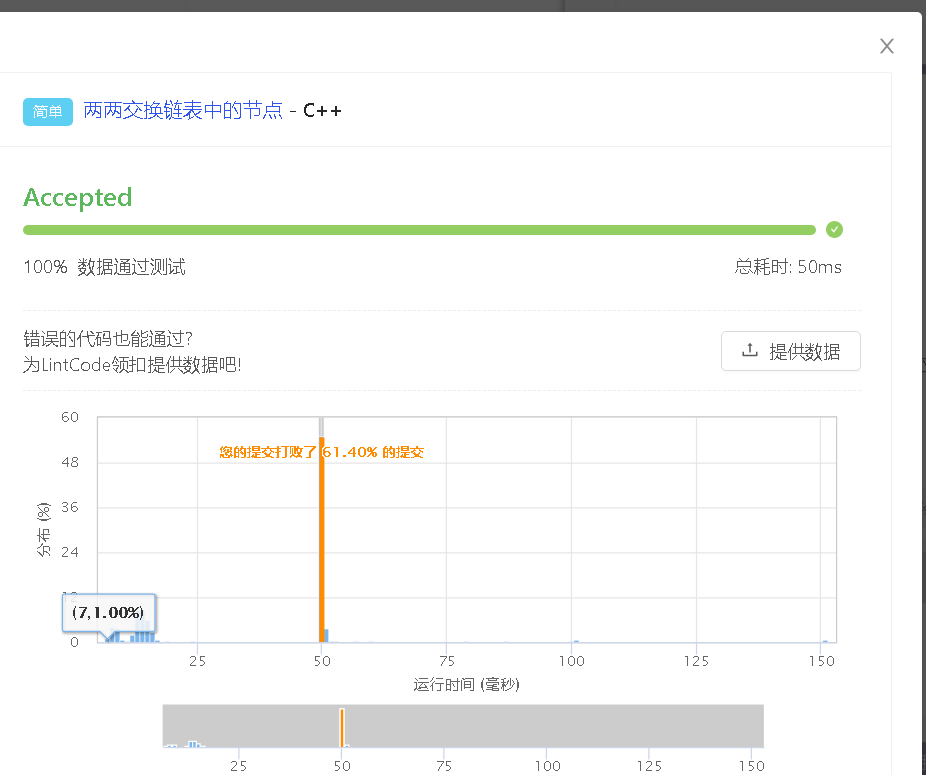 简单 两两交换链表中的节点 - C++
Accepted
100% 数据通过测试 总耗时: 50ms
错误的代码也能通过?
为LintCode领扣提供数据吧!
提供数据
60
您的提交打败了 61.40% 的提交
48
36
分布 (%)
24
12
(7,1.00%)
0
25 50 75 100 125 150
运行时间 (毫秒)
25 50 75 100 125 150